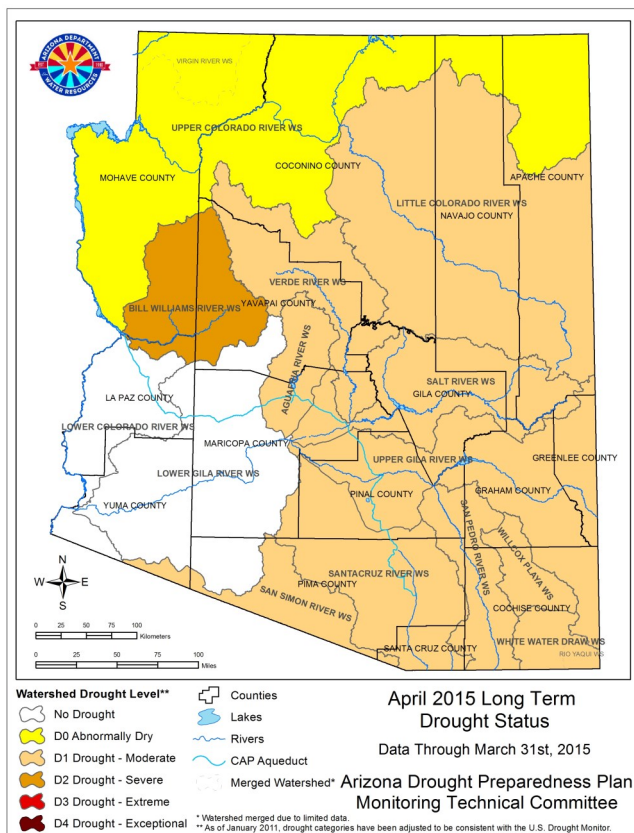 ARIZONA DEPARTMENT
WATER RESOURCES
VIRGIN RIVER WS
UPPER COLORADO RIVER WS
COCONINO COUNTY
MOHAVE COUNTY
APACHE COUNTY
LITTLE COLORADO RIVER WS
NAVAJO COUNTY
VERDE RIVER WS
BILL WILLIAMS RIVER WS
YAVAPAI COUNTY
AGUA FRIA RIVER WS
SALT RIVER WS
LA PAZ COUNTY
GILA COUNTY
LOWER COLORADO RIVER WS
MARICOPA COUNTY
UPPER GILA RIVER WS
GREENLEE COUNTY
LOWER GILA RIVER WS
PINAL COUNTY
GRAHAM COUNTY
YUMA COUNTY
SAN PEDRO RIVER WS
WILLCOX PLAYA WS
SANTACRUZ RIVER WS
PIMA COUNTY
SAN SIMON RIVER WS
COCHISE COUNTY
SANTA CRUZ COUNTY
WHITE WATER DRAW WS
RIO YAQUI WS
N
W E
S
0 25 50 75 100
Kilometers
0 25 50 100
Miles
Watershed Drought Level**
No Drought
D0 Abnormally Dry
D1 Drought - Moderate
D2 Drought - Severe
D3 Drought - Extreme
D4 Drought - Exceptional
Counties
Lakes
Rivers
CAP Aqueduct
Merged Watershed*
* Watershed merged due to limited data.
** As of January 2011, drought categories have been adjusted to be consistent with the U.S. Drought Monitor.
April 2015 Long Term
Drought Status
Data Through March 31st, 2015
Arizona Drought Preparedness Plan
Monitoring Technical Committee